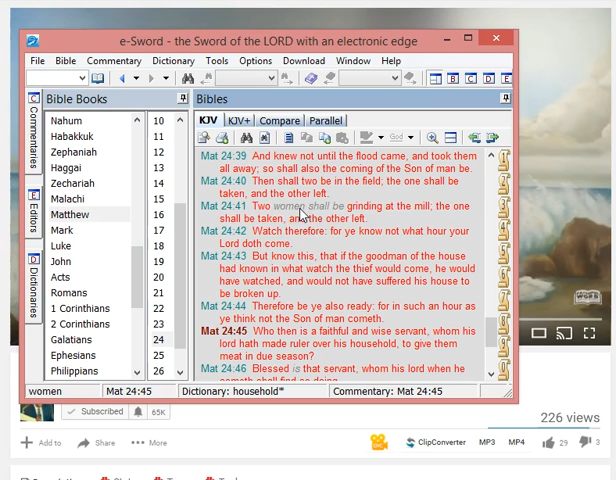 e-Sword - the Sword of the LORD with an electronic edge
File Bible Commentary Dictionary Tools Options Download Window Help
B C D E
Bible Books
Bibles
Commentaries
Editors
Dictionaries
KJV KJV+ Compare Parallel
God
Nahum
Habakkuk
Zephaniah
Haggai
Zechariah
Malachi
Matthew
Mark
Luke
John
Acts
Romans
1 Corinthians
2 Corinthians
Galatians
Ephesians
Philippians
10
11
12
13
14
15
16
17
18
19
20
21
22
23
24
25
26
Mat 24:39 And knew not until the flood came, and took them
all away; so shall also the coming of the Son of man be.
Mat 24:40 Then shall two be in the field; the one shall be
taken, and the other left.
Mat 24:41 Two women shall be grinding at the mill; the one
shall be taken, and the other left.
Mat 24:42 Watch therefore: for ye know not what hour your
Lord doth come.
Mat 24:43 But know this, that if the goodman of the house
had known in what watch the thief would come, he would
have watched, and would not have suffered his house to
be broken up.
Mat 24:44 Therefore be ye also ready: for in such an hour as
ye think not the Son of man cometh.
Mat 24:45 Who then is a faithful and wise servant, whom his
lord hath made ruler over his household, to give them
meat in due season?
Mat 24:46 Blessed is that servant, whom his lord when he
cometh shall find so doing.
women Mat 24:45 Dictionary: household* Commentary: Mat 24:45
Subscribed 65K
226 views
Add to Share More
ClipConverter MP3 MP4 29 3